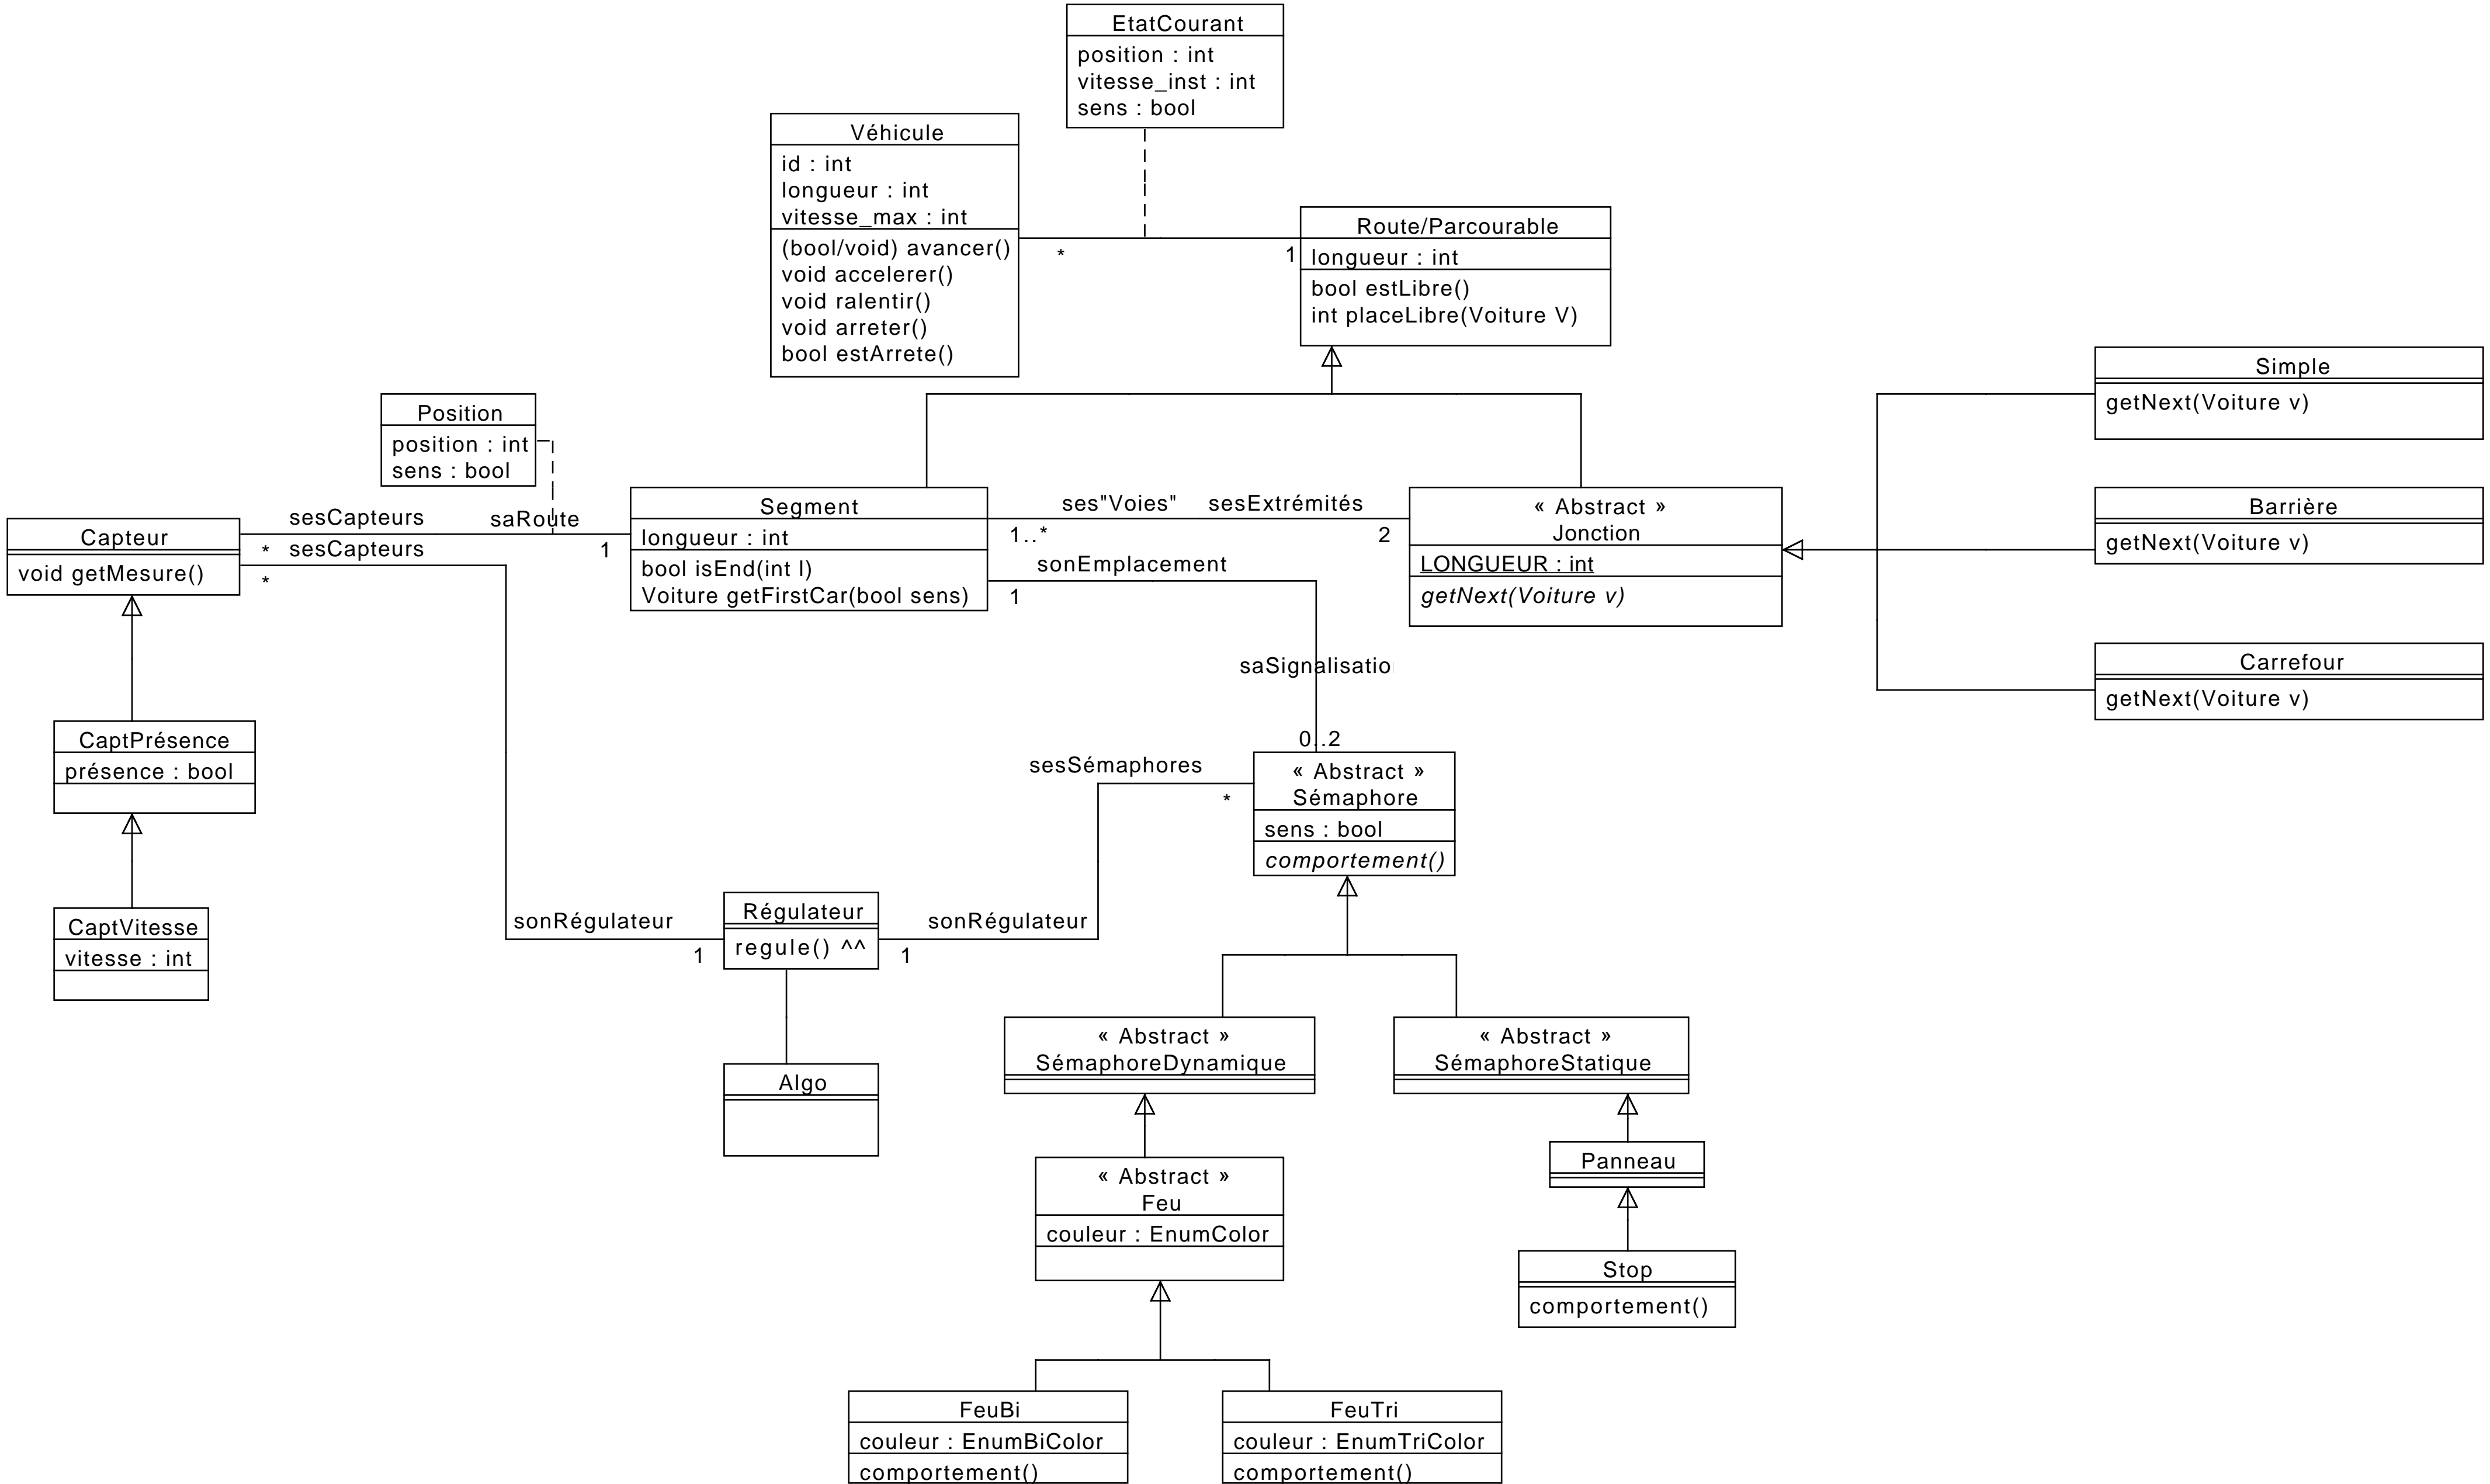 EtatCourant
position : int
vitesse_inst : int
sens : bool
Véhicule
id : int
longueur : int
vitesse_max : int
(bool/void) avancer()
void accelerer()
void ralentir()
void arreter()
bool estArrete()
*
1
Route/Parcourable
longueur : int
bool estLibre()
int placeLibre(Voiture V)
Simple
getNext(Voiture v)
Position
position : int
sens : bool
Capteur
void getMesure()
sesCapteurs
saRoute
*
1
sesCapteurs
*
Segment
longueur : int
bool isEnd(int l)
Voiture getFirstCar(bool sens)
ses"Voies"
sesExtrémités
1..*
2
sonEmplacement
1
« Abstract »
Jonction
LONGUEUR : int
getNext(Voiture v)
Barrière
getNext(Voiture v)
Carrefour
getNext(Voiture v)
saSignalisatio
0..2
CaptPrésence
présence : bool
sesSémaphores
*
« Abstract »
Sémaphore
sens : bool
comportement()
CaptVitesse
vitesse : int
sonRégulateur
1
Régulateur
regule() ^^
sonRégulateur
1
Algo
« Abstract »
SémaphoreDynamique
« Abstract »
SémaphoreStatique
« Abstract »
Feu
couleur : EnumColor
Panneau
Stop
comportement()
FeuBi
couleur : EnumBiColor
comportement()
FeuTri
couleur : EnumTriColor
comportement()